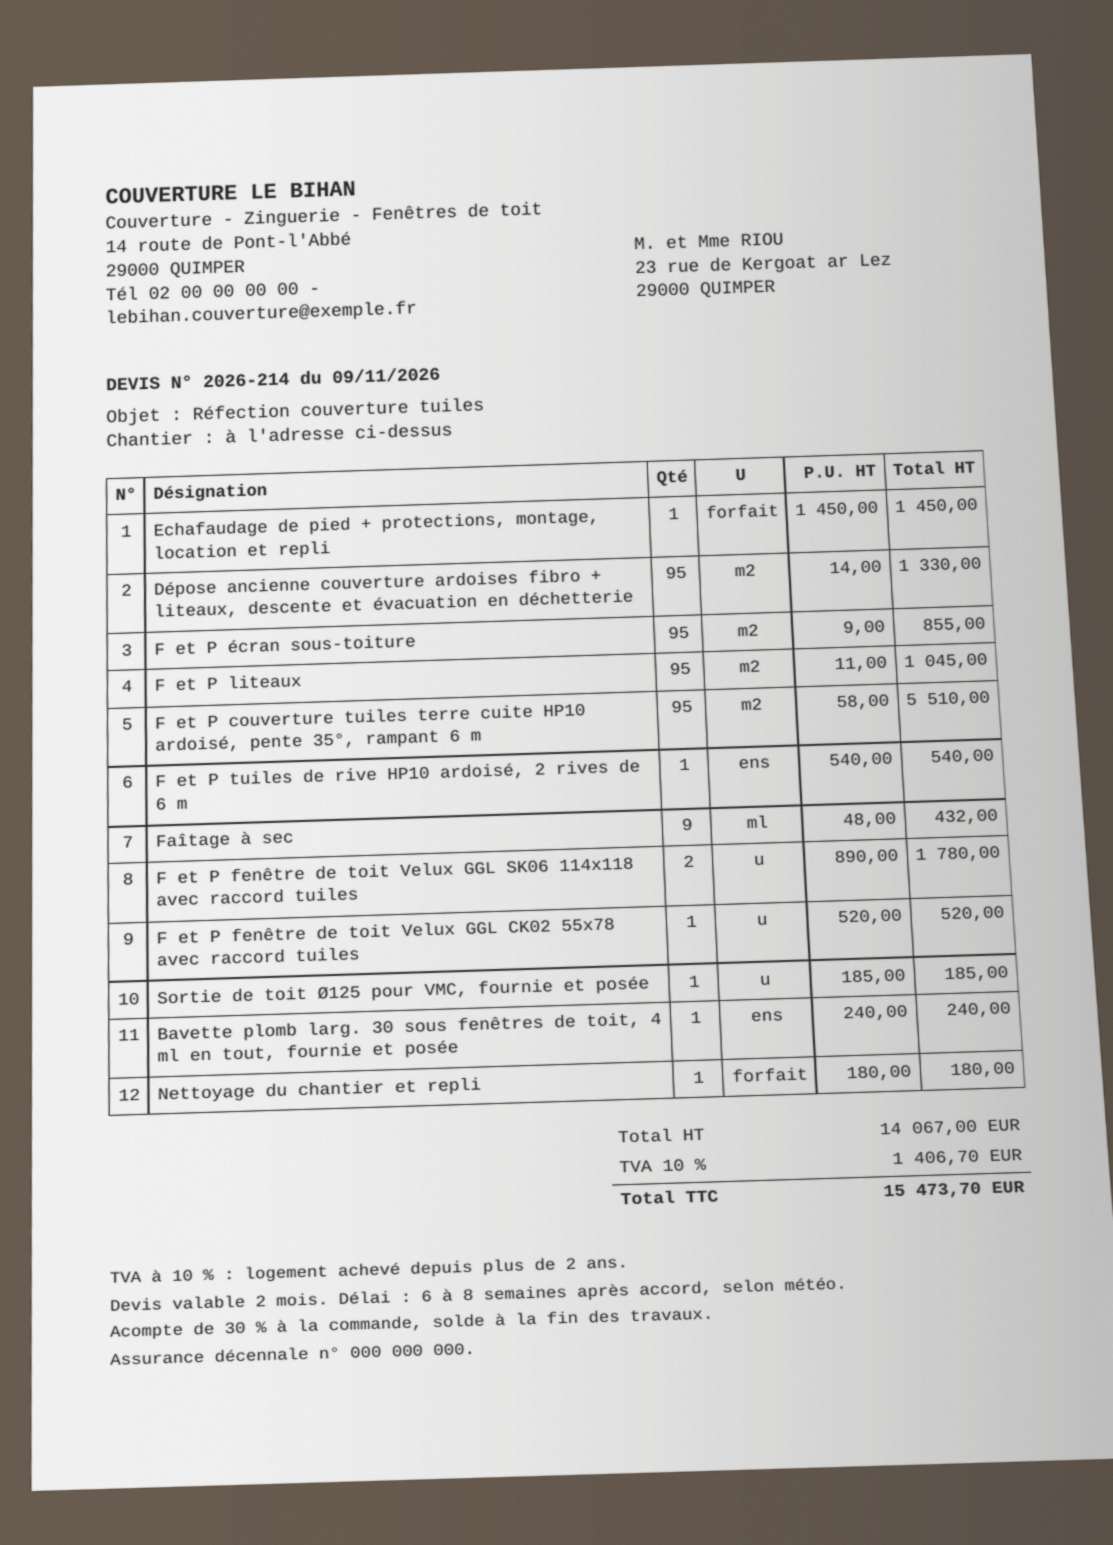 COUVERTURE LE BIHAN
Couverture - Zinguerie - Fenêtres de toit
14 route de Pont-l'Abbé
29000 QUIMPER
Tél 02 00 00 00 00 -
lebihan.couverture@exemple.fr
M. et Mme RIOU
23 rue de Kergoat ar Lez
29000 QUIMPER
DEVIS N° 2026-214 du 09/11/2026
Objet : Réfection couverture tuiles
Chantier : à l'adresse ci-dessus
N° Désignation Qté U P.U. HT Total HT
1 Echafaudage de pied + protections, montage, 1 forfait 1 450,00 1 450,00
location et repli
2 Dépose ancienne couverture ardoises fibro + 95 m2 14,00 1 330,00
liteaux, descente et évacuation en déchetterie
3 F et P écran sous-toiture 95 m2 9,00 855,00
4 F et P liteaux 95 m2 11,00 1 045,00
5 F et P couverture tuiles terre cuite HP10 95 m2 58,00 5 510,00
ardoisé, pente 35°, rampant 6 m
6 F et P tuiles de rive HP10 ardoisé, 2 rives de 1 ens 540,00 540,00
6 m
7 Faîtage à sec 9 ml 48,00 432,00
8 F et P fenêtre de toit Velux GGL SK06 114x118 2 u 890,00 1 780,00
avec raccord tuiles
9 F et P fenêtre de toit Velux GGL CK02 55x78 1 u 520,00 520,00
avec raccord tuiles
10 Sortie de toit Ø125 pour VMC, fournie et posée 1 u 185,00 185,00
11 Bavette plomb larg. 30 sous fenêtres de toit, 4 1 ens 240,00 240,00
ml en tout, fournie et posée
12 Nettoyage du chantier et repli 1 forfait 180,00 180,00
Total HT 14 067,00 EUR
TVA 10 % 1 406,70 EUR
Total TTC 15 473,70 EUR
TVA à 10 % : logement achevé depuis plus de 2 ans.
Devis valable 2 mois. Délai : 6 à 8 semaines après accord, selon météo.
Acompte de 30 % à la commande, solde à la fin des travaux.
Assurance décennale n° 000 000 000.